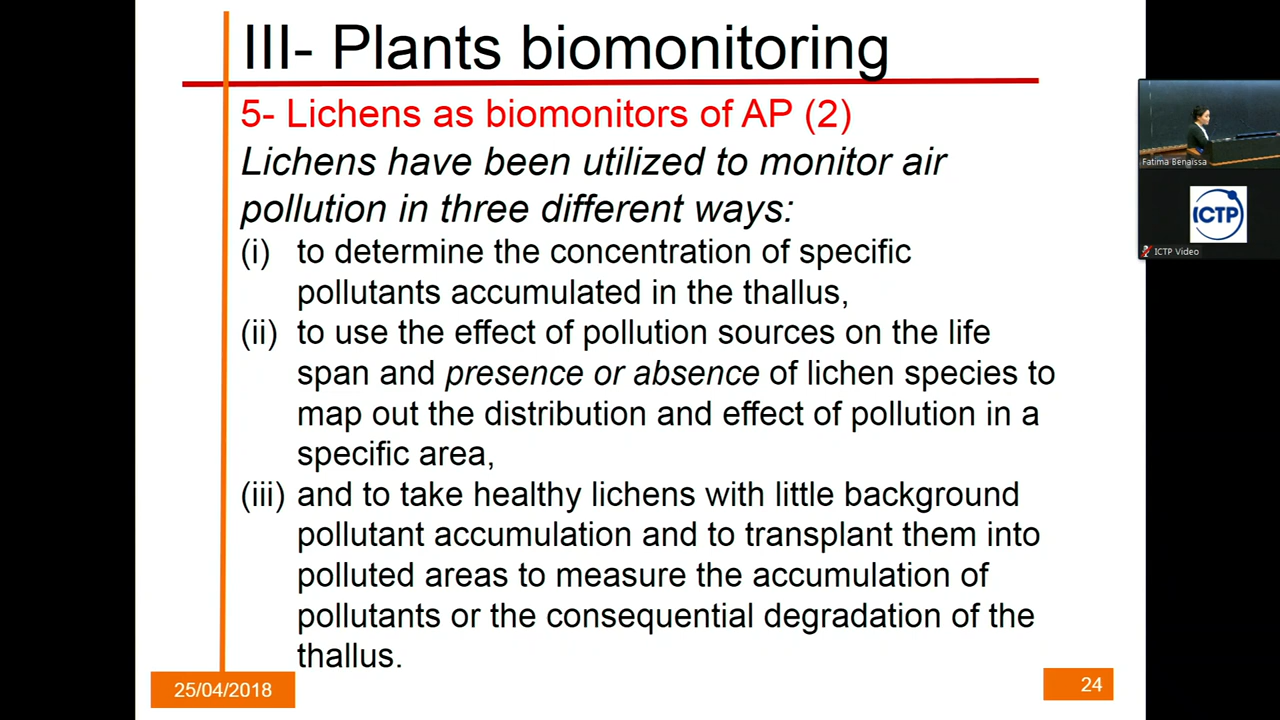 III- Plants biomonitoring
5- Lichens as biomonitors of AP (2)
Lichens have been utilized to monitor air
pollution in three different ways:
(i) to determine the concentration of specific
pollutants accumulated in the thallus,
(ii) to use the effect of pollution sources on the life
span and presence or absence of lichen species to
map out the distribution and effect of pollution in a
specific area,
(iii) and to take healthy lichens with little background
pollutant accumulation and to transplant them into
polluted areas to measure the accumulation of
pollutants or the consequential degradation of the
thallus.
25/04/2018
24
Fatima Benaissa
ICTP
ICTP Video